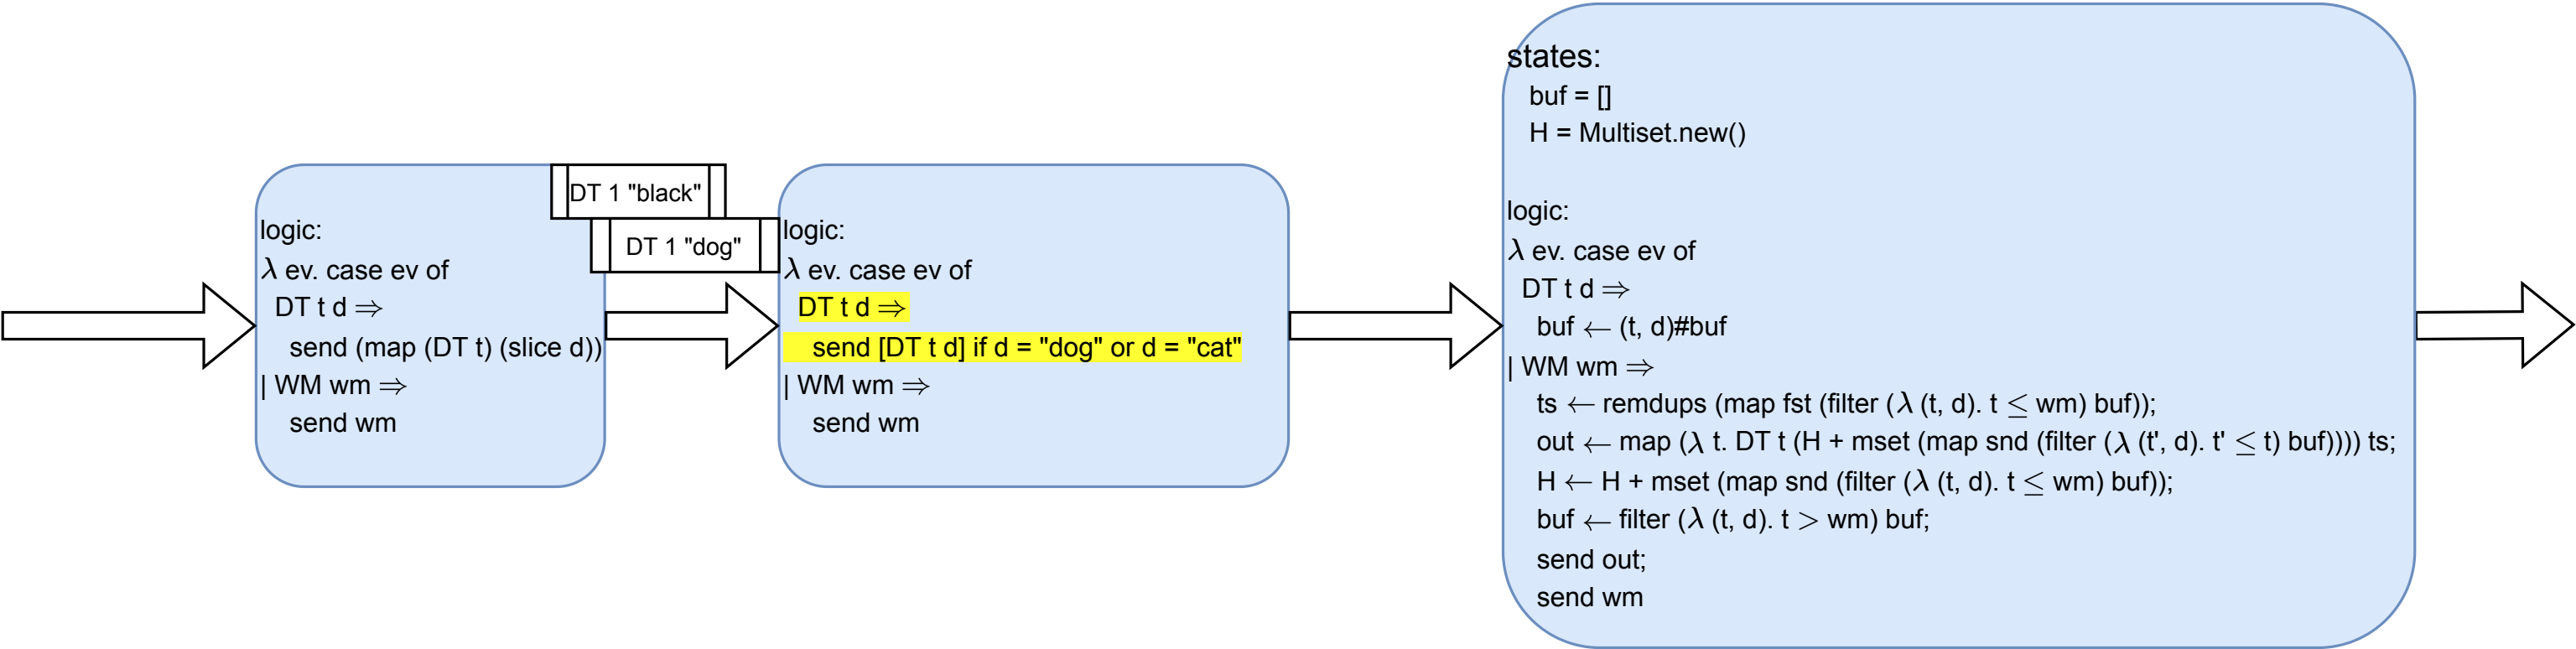 logic:
λ ev. case ev of
DT t d ⇒
send (map (DT t) (slice d))
| WM wm ⇒
send wm
DT 1 "black"
DT 1 "dog"
logic:
λ ev. case ev of
DT t d ⇒
send [DT t d] if d = "dog" or d = "cat"
| WM wm ⇒
send wm
states:
buf = []
H = Multiset.new()
logic:
λ ev. case ev of
DT t d ⇒
buf ← (t, d)#buf
| WM wm ⇒
ts ← remdups (map fst (filter (λ (t, d). t ≤ wm) buf));
out ← map (λ t. DT t (H + mset (map snd (filter (λ (t', d). t' ≤ t) buf)))) ts;
H ← H + mset (map snd (filter (λ (t, d). t ≤ wm) buf));
buf ← filter (λ (t, d). t > wm) buf;
send out;
send wm